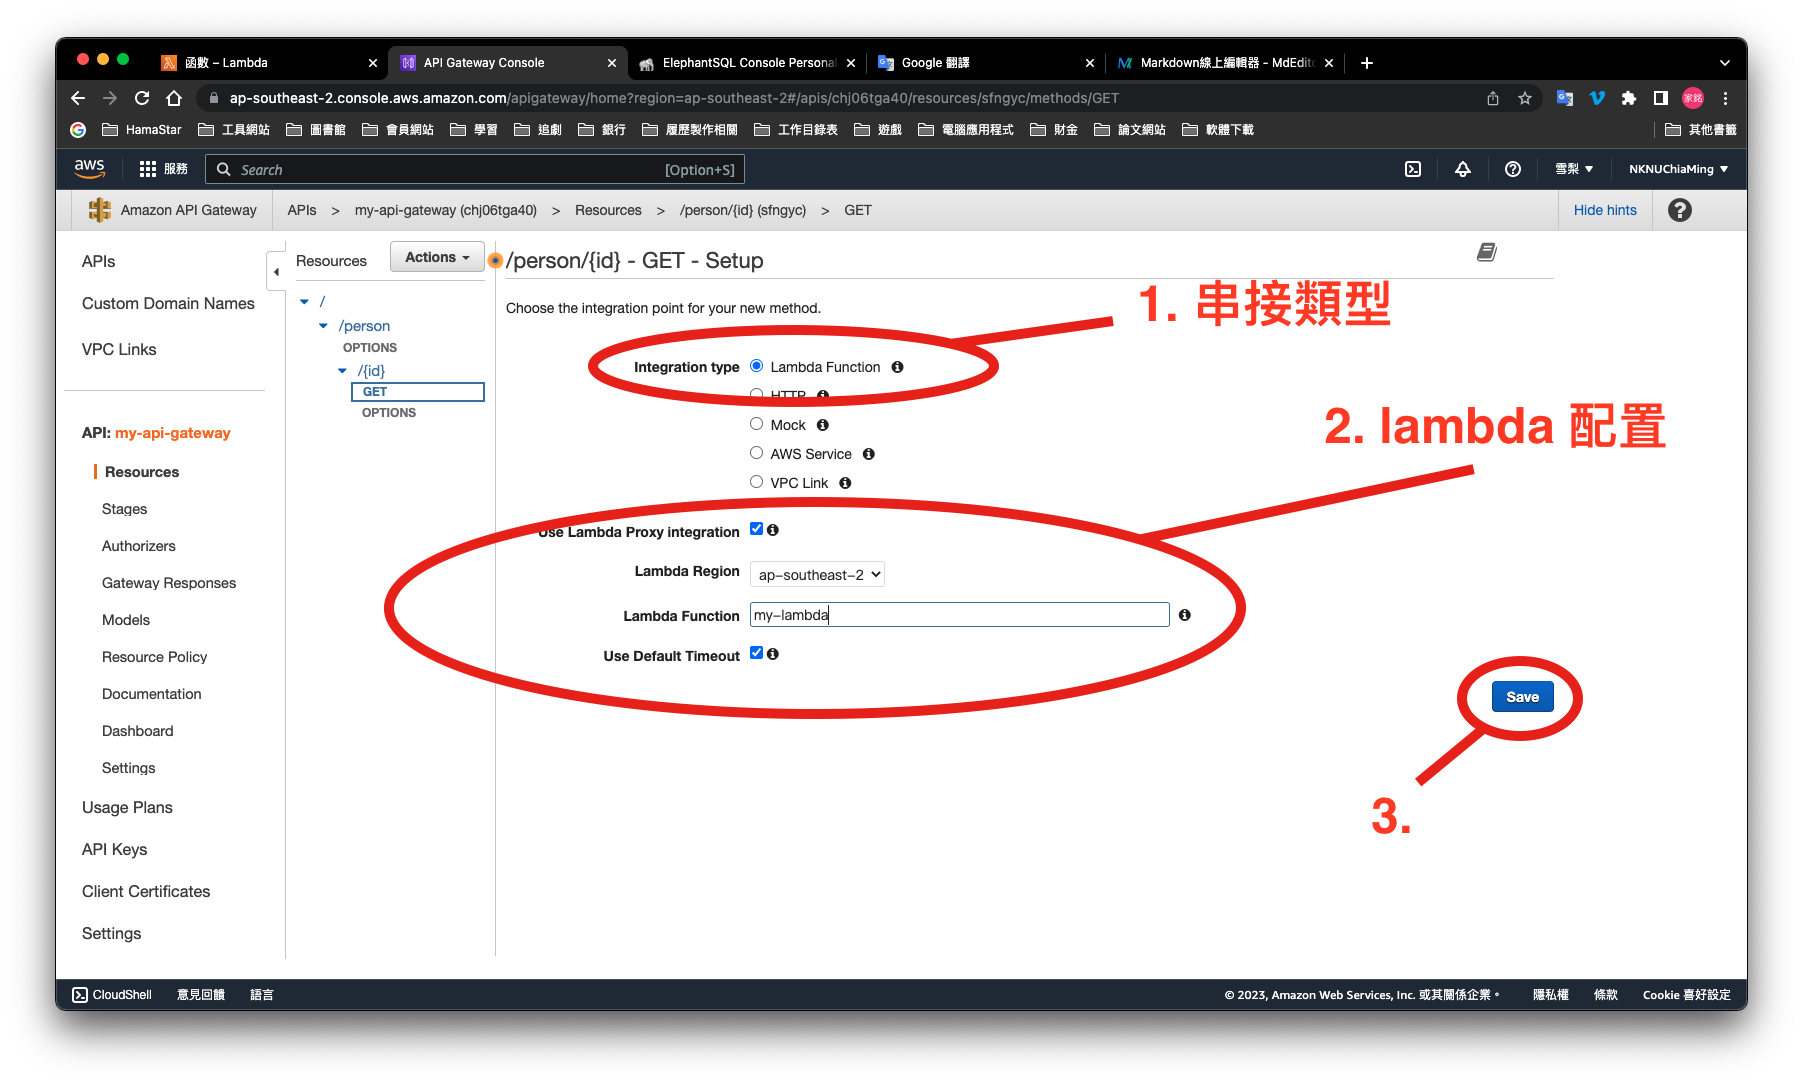 函數 – Lambda
API Gateway Console
ElephantSQL Console Personal
Google 翻譯
Markdown線上編輯器 - MdEdito
ap-southeast-2.console.aws.amazon.com/apigateway/home?region=ap-southeast-2#/apis/chj06tga40/resources/sfngyc/methods/GET
家銘
HamaStar
工具網站
圖書館
會員網站
學習
追劇
銀行
履歷製作相關
工作目錄表
遊戲
電腦應用程式
財金
論文網站
軟體下載
其他書籤
aws
服務
Search
[Option+S]
雪梨
NKNUChiaMing
Amazon API Gateway
APIs > my-api-gateway (chj06tga40) > Resources > /person/{id} (sfngyc) > GET
Hide hints
APIs
Custom Domain Names
VPC Links
API: my-api-gateway
Resources
Stages
Authorizers
Gateway Responses
Models
Resource Policy
Documentation
Dashboard
Settings
Usage Plans
API Keys
Client Certificates
Settings
Resources
Actions
/
/person
OPTIONS
/{id}
GET
OPTIONS
/person/{id} - GET - Setup
Choose the integration point for your new method.
1. 串接類型
Integration type
Lambda Function
HTTP
Mock
AWS Service
VPC Link
2. lambda 配置
Use Lambda Proxy integration
Lambda Region
ap-southeast-2
Lambda Function
my-lambda
Use Default Timeout
Save
3.
CloudShell
意見回饋
語言
© 2023, Amazon Web Services, Inc. 或其關係企業。
隱私權
條款
Cookie 喜好設定